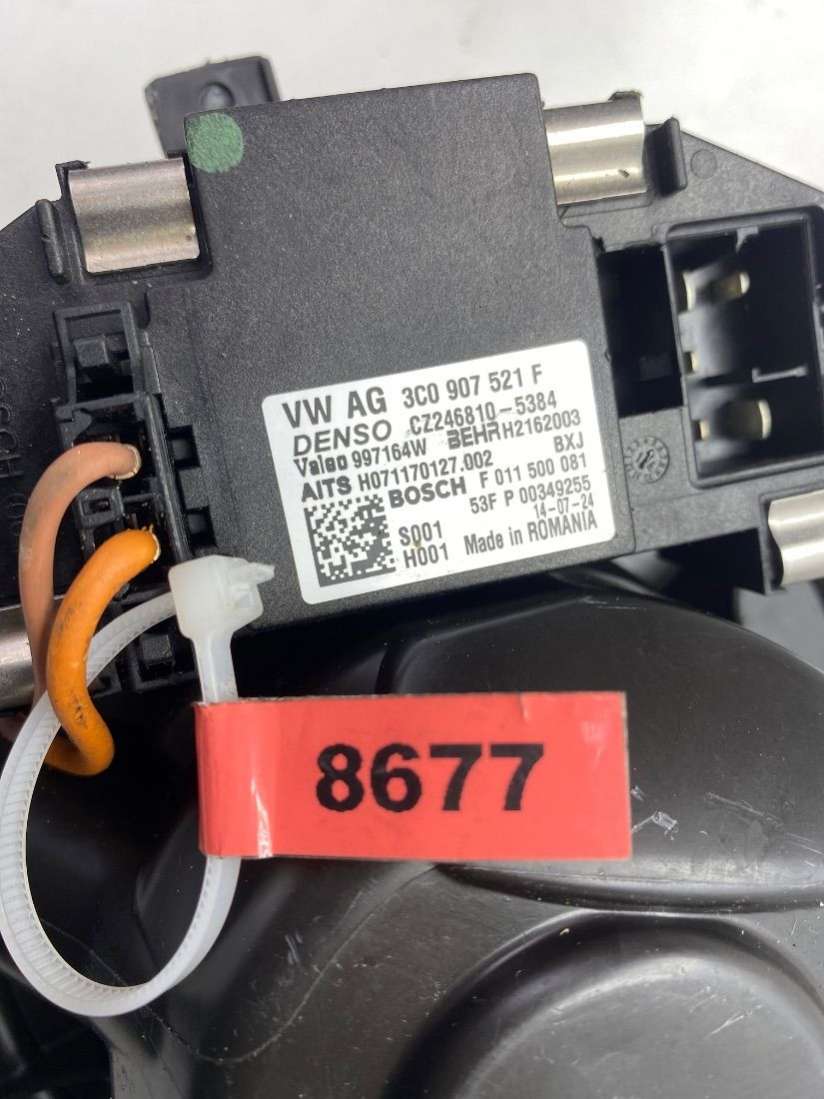 VW AG 3C0 907 521 F
DENSO CZ246810-5384
Valeo 997164W BEHR H2162003
AITS H071170127.002 BXJ
BOSCH F 011 500 081
53F P 00349255
S001 14-07-24
H001 Made in ROMANIA
8677